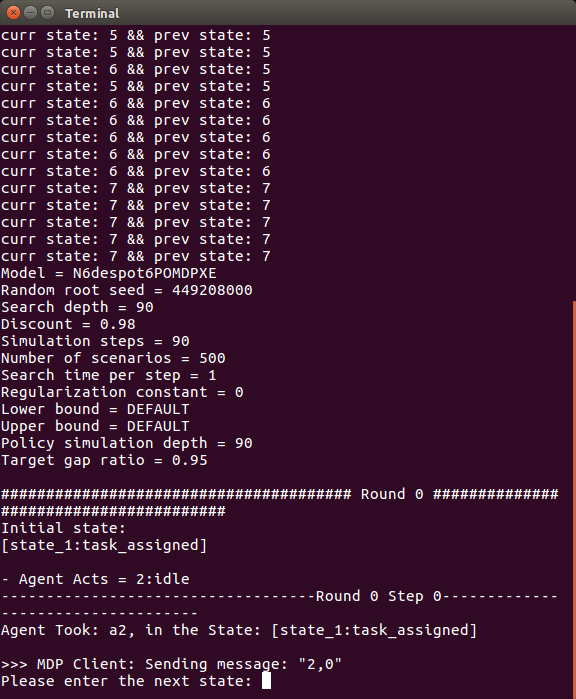 Terminal
curr state: 5 && prev state: 5
curr state: 5 && prev state: 5
curr state: 6 && prev state: 5
curr state: 5 && prev state: 5
curr state: 6 && prev state: 6
curr state: 6 && prev state: 6
curr state: 6 && prev state: 6
curr state: 6 && prev state: 6
curr state: 6 && prev state: 6
curr state: 7 && prev state: 7
curr state: 7 && prev state: 7
curr state: 7 && prev state: 7
curr state: 7 && prev state: 7
curr state: 7 && prev state: 7
Model = N6despot6POMDPXE
Random root seed = 449208000
Search depth = 90
Discount = 0.98
Simulation steps = 90
Number of scenarios = 500
Search time per step = 1
Regularization constant = 0
Lower bound = DEFAULT
Upper bound = DEFAULT
Policy simulation depth = 90
Target gap ratio = 0.95
####################################### Round 0 ##############
#########################
Initial state:
[state_1:task_assigned]
- Agent Acts = 2:idle
-----------------------------------Round 0 Step 0-------------
----------------------
Agent Took: a2, in the State: [state_1:task_assigned]
>>> MDP Client: Sending message: "2,0"
Please enter the next state: